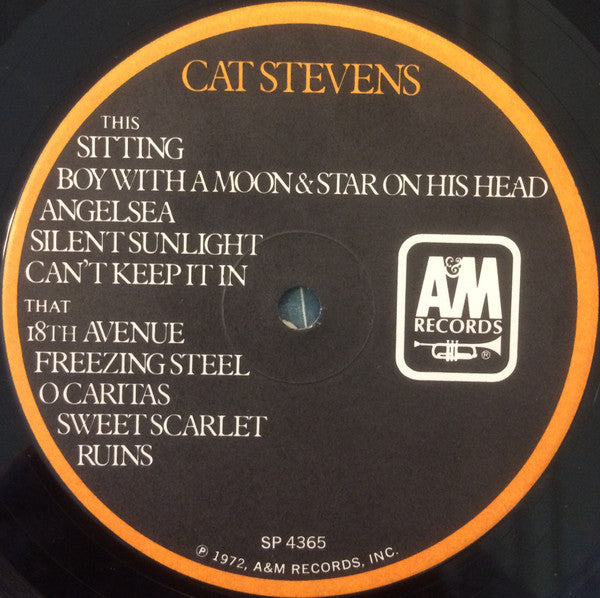 CAT STEVENS
THIS
SITTING
BOY WITH A MOON & STAR ON HIS HEAD
ANGELSEA
SILENT SUNLIGHT
CAN'T KEEP IT IN
THAT
18TH AVENUE
FREEZING STEEL
O CARITAS
SWEET SCARLET
RUINS
A&M
RECORDS
®
SP 4365
℗ 1972, A&M RECORDS, INC.